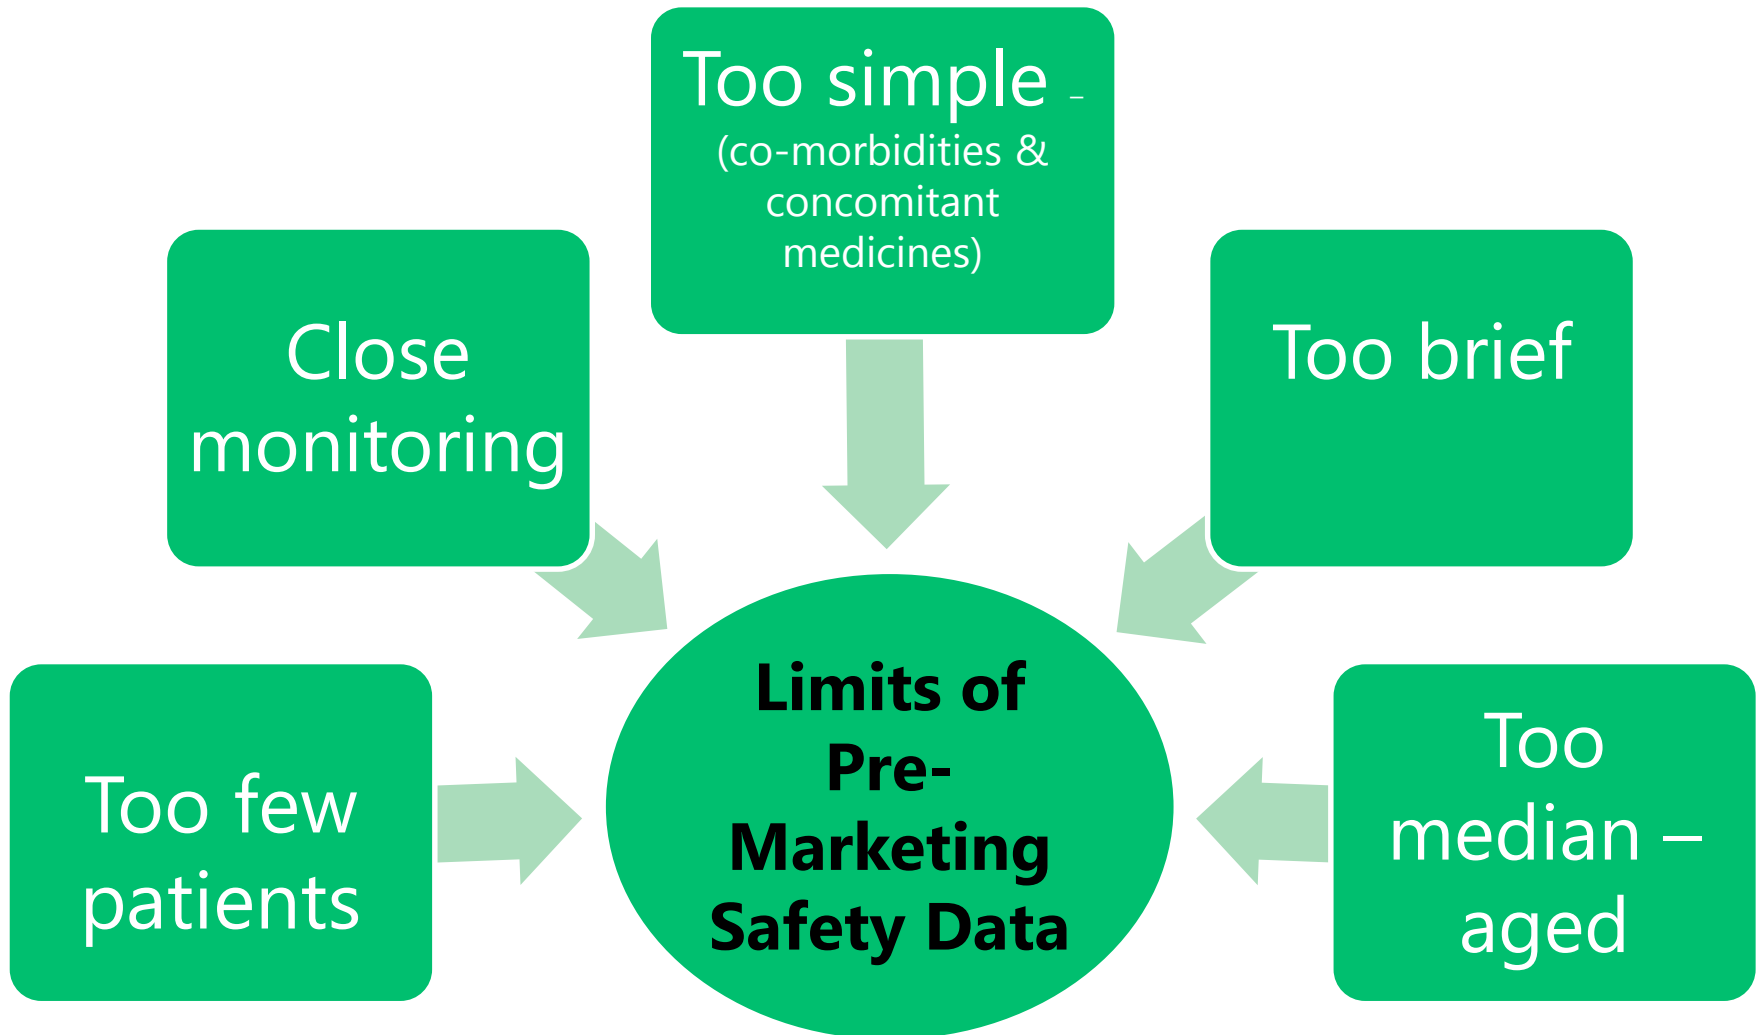 Too simple –
(co-morbidities &
concomitant
medicines)
Close
monitoring
Too brief
Too few
patients
Limits of
Pre-
Marketing
Safety Data
Too
median –
aged